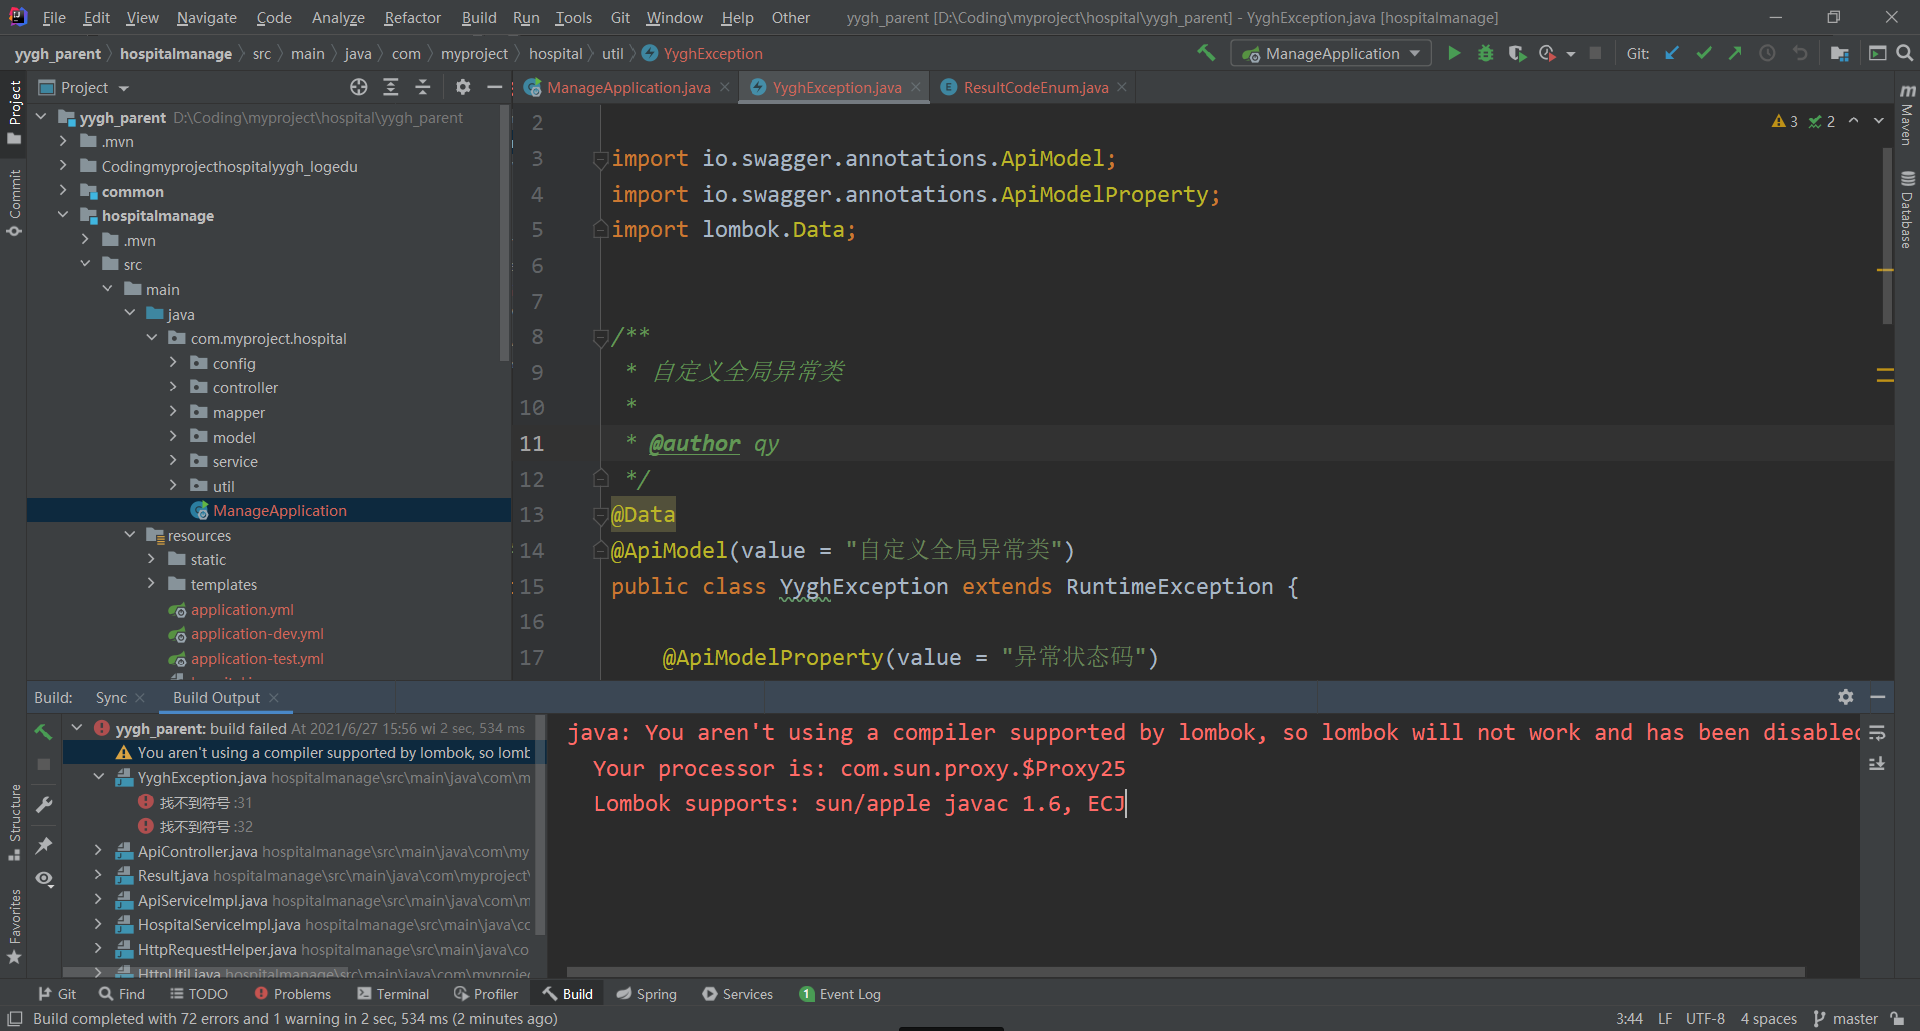 File Edit View Navigate Code Analyze Refactor Build Run Tools Git Window Help Other yygh_parent [D:\Coding\myproject\hospital\yygh_parent] - YyghException.java [hospitalmanage]
yygh_parent hospitalmanage src main java com myproject hospital util YyghException ManageApplication Git:
Project
ManageApplication.java YyghException.java ResultCodeEnum.java
yygh_parent D:\Coding\myproject\hospital\yygh_parent
.mvn
Codingmyprojecthospitalyygh_logedu
common
hospitalmanage
.mvn
src
main
java
com.myproject.hospital
config
controller
mapper
model
service
util
ManageApplication
resources
static
templates
application.yml
application-dev.yml
application-test.yml
3 2
2
3 import io.swagger.annotations.ApiModel;
4 import io.swagger.annotations.ApiModelProperty;
5 import lombok.Data;
6
7
8 /**
9 * 自定义全局异常类
10 *
11 * @author qy
12 */
13 @Data
14 @ApiModel(value = "自定义全局异常类")
15 public class YyghException extends RuntimeException {
16
17 @ApiModelProperty(value = "异常状态码")
Project
Commit
Structure
Favorites
Maven
Database
Build: Sync Build Output
yygh_parent: build failed At 2021/6/27 15:56 wi 2 sec, 534 ms
You aren't using a compiler supported by lombok, so lomb
YyghException.java hospitalmanage\src\main\java\com\m
找不到符号 :31
找不到符号 :32
ApiController.java hospitalmanage\src\main\java\com\my
Result.java hospitalmanage\src\main\java\com\myproject\
ApiServiceImpl.java hospitalmanage\src\main\java\com\m
HospitalServiceImpl.java hospitalmanage\src\main\java\cc
HttpRequestHelper.java hospitalmanage\src\main\java\co
HttpUtil.java hospitalmanage\src\main\java\com\myprojec
java: You aren't using a compiler supported by lombok, so lombok will not work and has been disabled
Your processor is: com.sun.proxy.$Proxy25
Lombok supports: sun/apple javac 1.6, ECJ
Git Find TODO Problems Terminal Profiler Build Spring Services 1 Event Log
Build completed with 72 errors and 1 warning in 2 sec, 534 ms (2 minutes ago) 3:44 LF UTF-8 4 spaces master